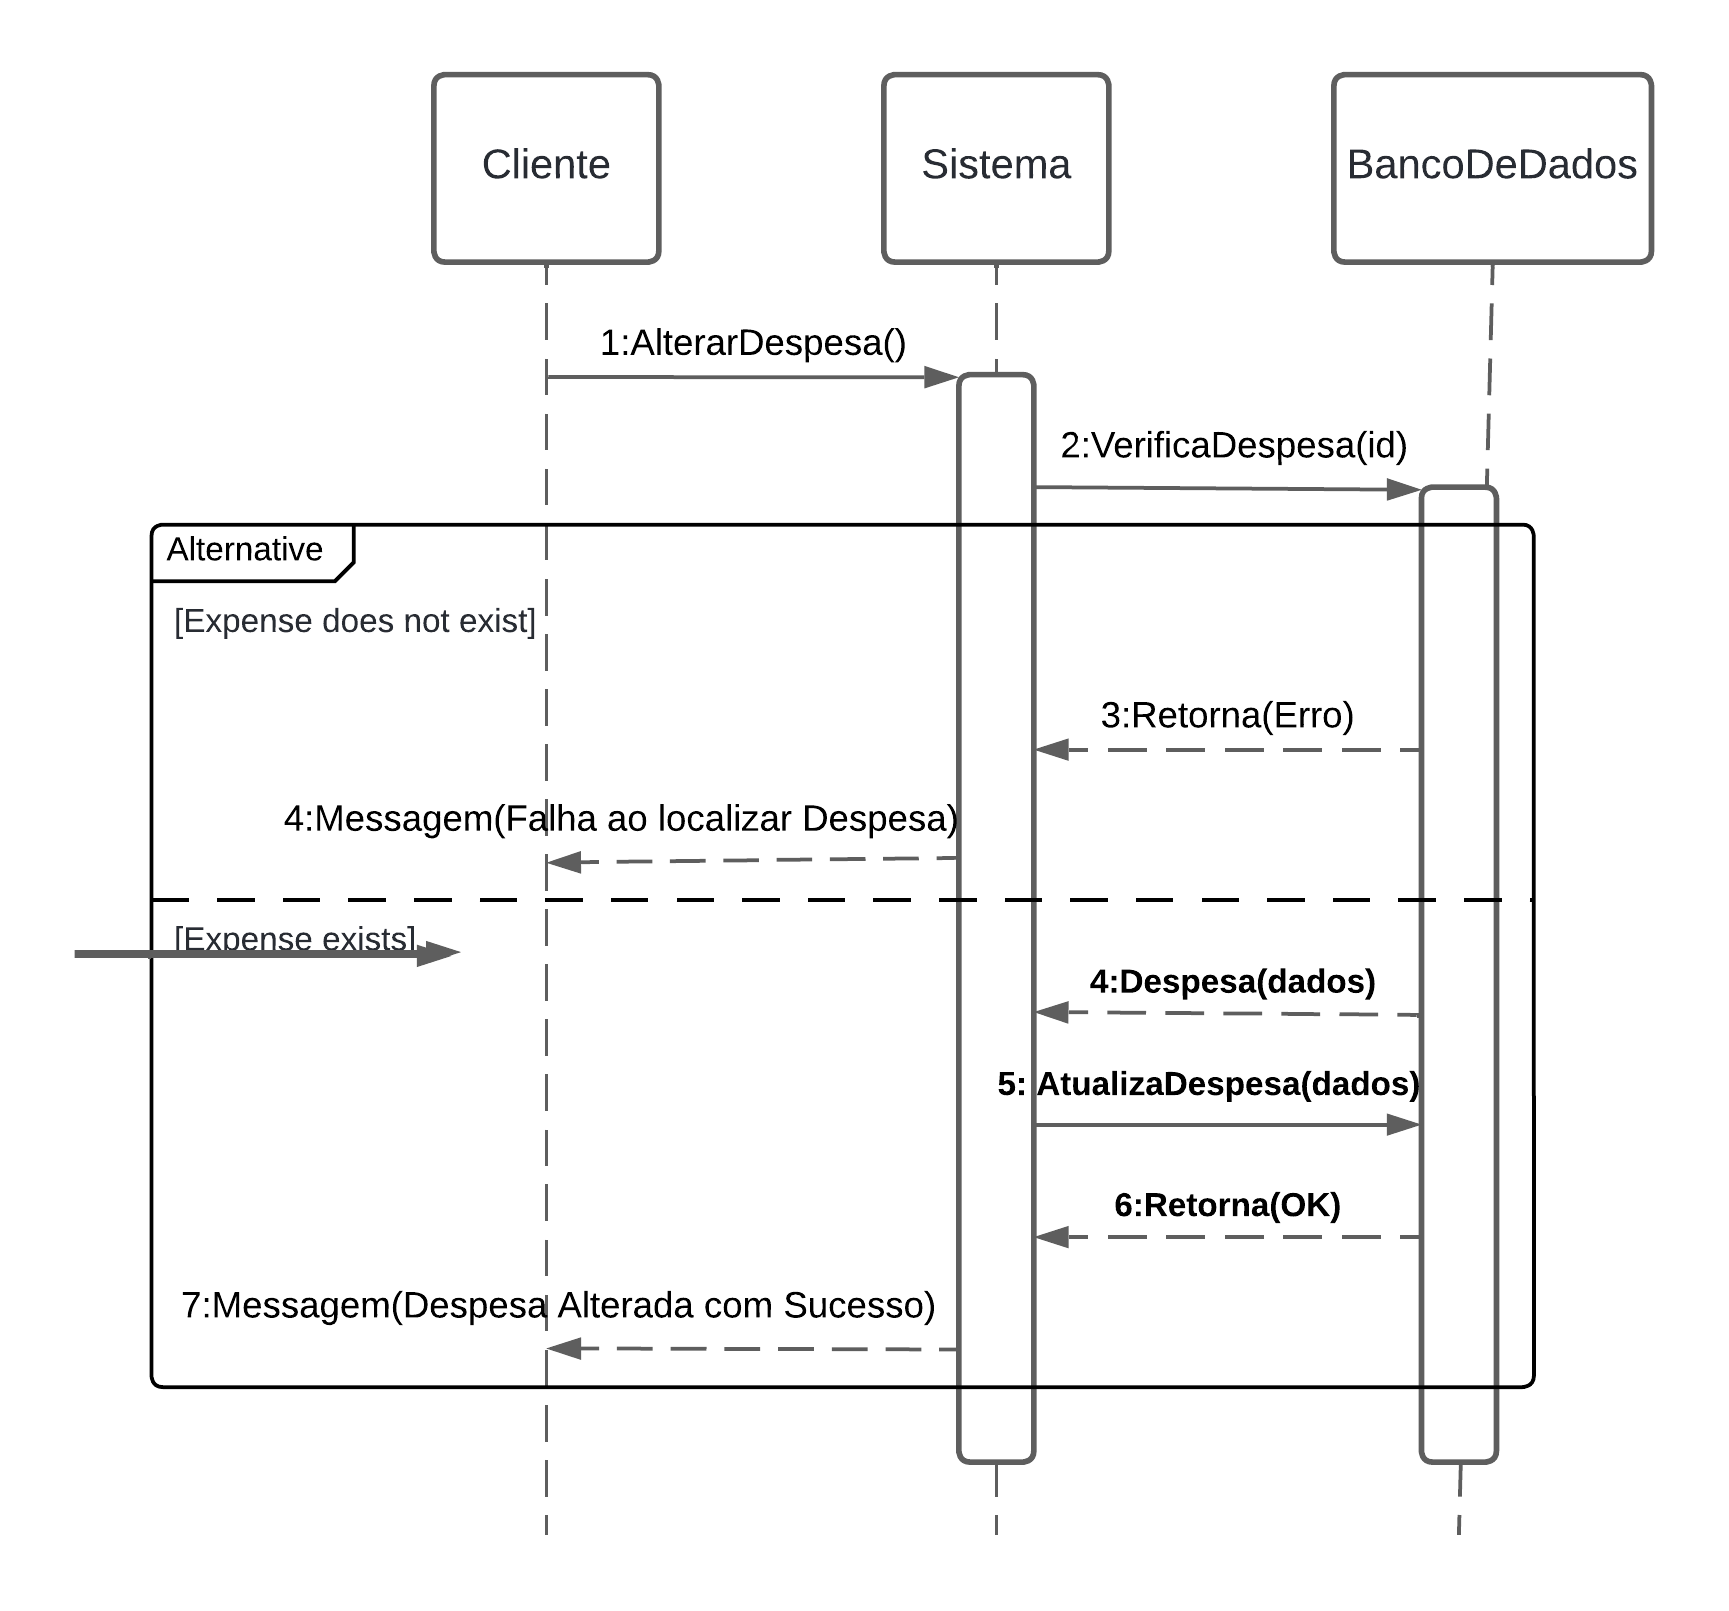 Cliente
Sistema
BancoDeDados
1:AlterarDespesa()
2:VerificaDespesa(id)
Alternative
[Expense does not exist]
3:Retorna(Erro)
4:Messagem(Falha ao localizar Despesa)
[Expense exists]
4:Despesa(dados)
5: AtualizaDespesa(dados)
6:Retorna(OK)
7:Messagem(Despesa Alterada com Sucesso)